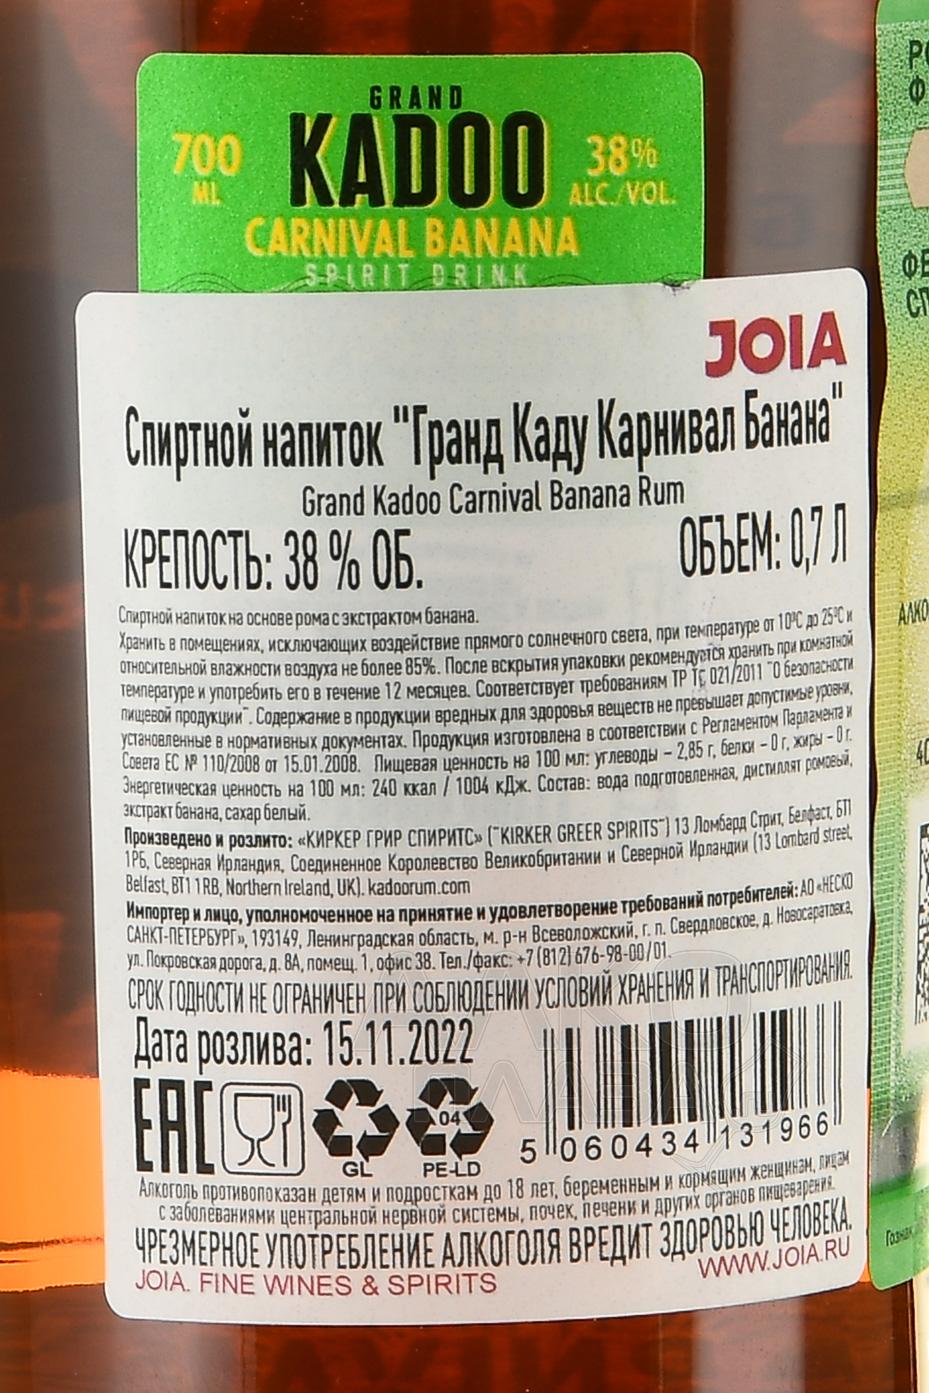 GRAND
KADOO
700
ML
38%
ALC./VOL.
CARNIVAL BANANA
SPIRIT DRINK
JOIA
Спиртной напиток "Гранд Каду Карнивал Банана"
Grand Kadoo Carnival Banana Rum
КРЕПОСТЬ: 38 % ОБ.
ОБЪЕМ: 0,7 Л
Спиртной напиток на основе рома с экстрактом банана.
Хранить в помещениях, исключающих воздействие прямого солнечного света, при температуре от 10ºС до 25ºС и
относительной влажности воздуха не более 85%. После вскрытия упаковки рекомендуется хранить при комнатной
температуре и употребить его в течение 12 месяцев. Соответствует требованиям ТР ТС 021/2011 "О безопасности
пищевой продукции". Содержание в продукции вредных для здоровья веществ не превышает допустимые уровни,
установленные в нормативных документах. Продукция изготовлена в соответствии с Регламентом Парламента и
Совета ЕС № 110/2008 от 15.01.2008. Пищевая ценность на 100 мл: углеводы – 2,85 г, белки – 0 г, жиры – 0 г.
Энергетическая ценность на 100 мл: 240 ккал / 1004 кДж. Состав: вода подготовленная, дистиллят ромовый,
экстракт банана, сахар белый.
Произведено и розлито: «КИРКЕР ГРИР СПИРИТС» ("KIRKER GREER SPIRITS") 13 Ломбард Стрит, Белфаст, БТ1
1РБ, Северная Ирландия, Соединенное Королевство Великобритании и Северной Ирландии (13 Lombard street,
Belfast, BT1 1RB, Northern Ireland, UK). kadoorum.com
Импортер и лицо, уполномоченное на принятие и удовлетворение требований потребителей: АО «НЕСКО
САНКТ-ПЕТЕРБУРГ», 193149, Ленинградская область, м. р-н Всеволожский, г. п. Свердловское, д. Новосаратовка,
ул. Покровская дорога, д. 8А, помещ. 1, офис 38. Тел./факс: +7 (812) 676-98-00/01.
СРОК ГОДНОСТИ НЕ ОГРАНИЧЕН ПРИ СОБЛЮДЕНИИ УСЛОВИЙ ХРАНЕНИЯ И ТРАНСПОРТИРОВАНИЯ.
Дата розлива: 15.11.2022
EAC
GL
04
PE-LD
5 060434 131966
Алкоголь противопоказан детям и подросткам до 18 лет, беременным и кормящим женщинам, лицам
с заболеваниями центральной нервной системы, почек, печени и других органов пищеварения.
ЧРЕЗМЕРНОЕ УПОТРЕБЛЕНИЕ АЛКОГОЛЯ ВРЕДИТ ЗДОРОВЬЮ ЧЕЛОВЕКА.
JOIA. FINE WINES & SPIRITS
WWW.JOIA.RU